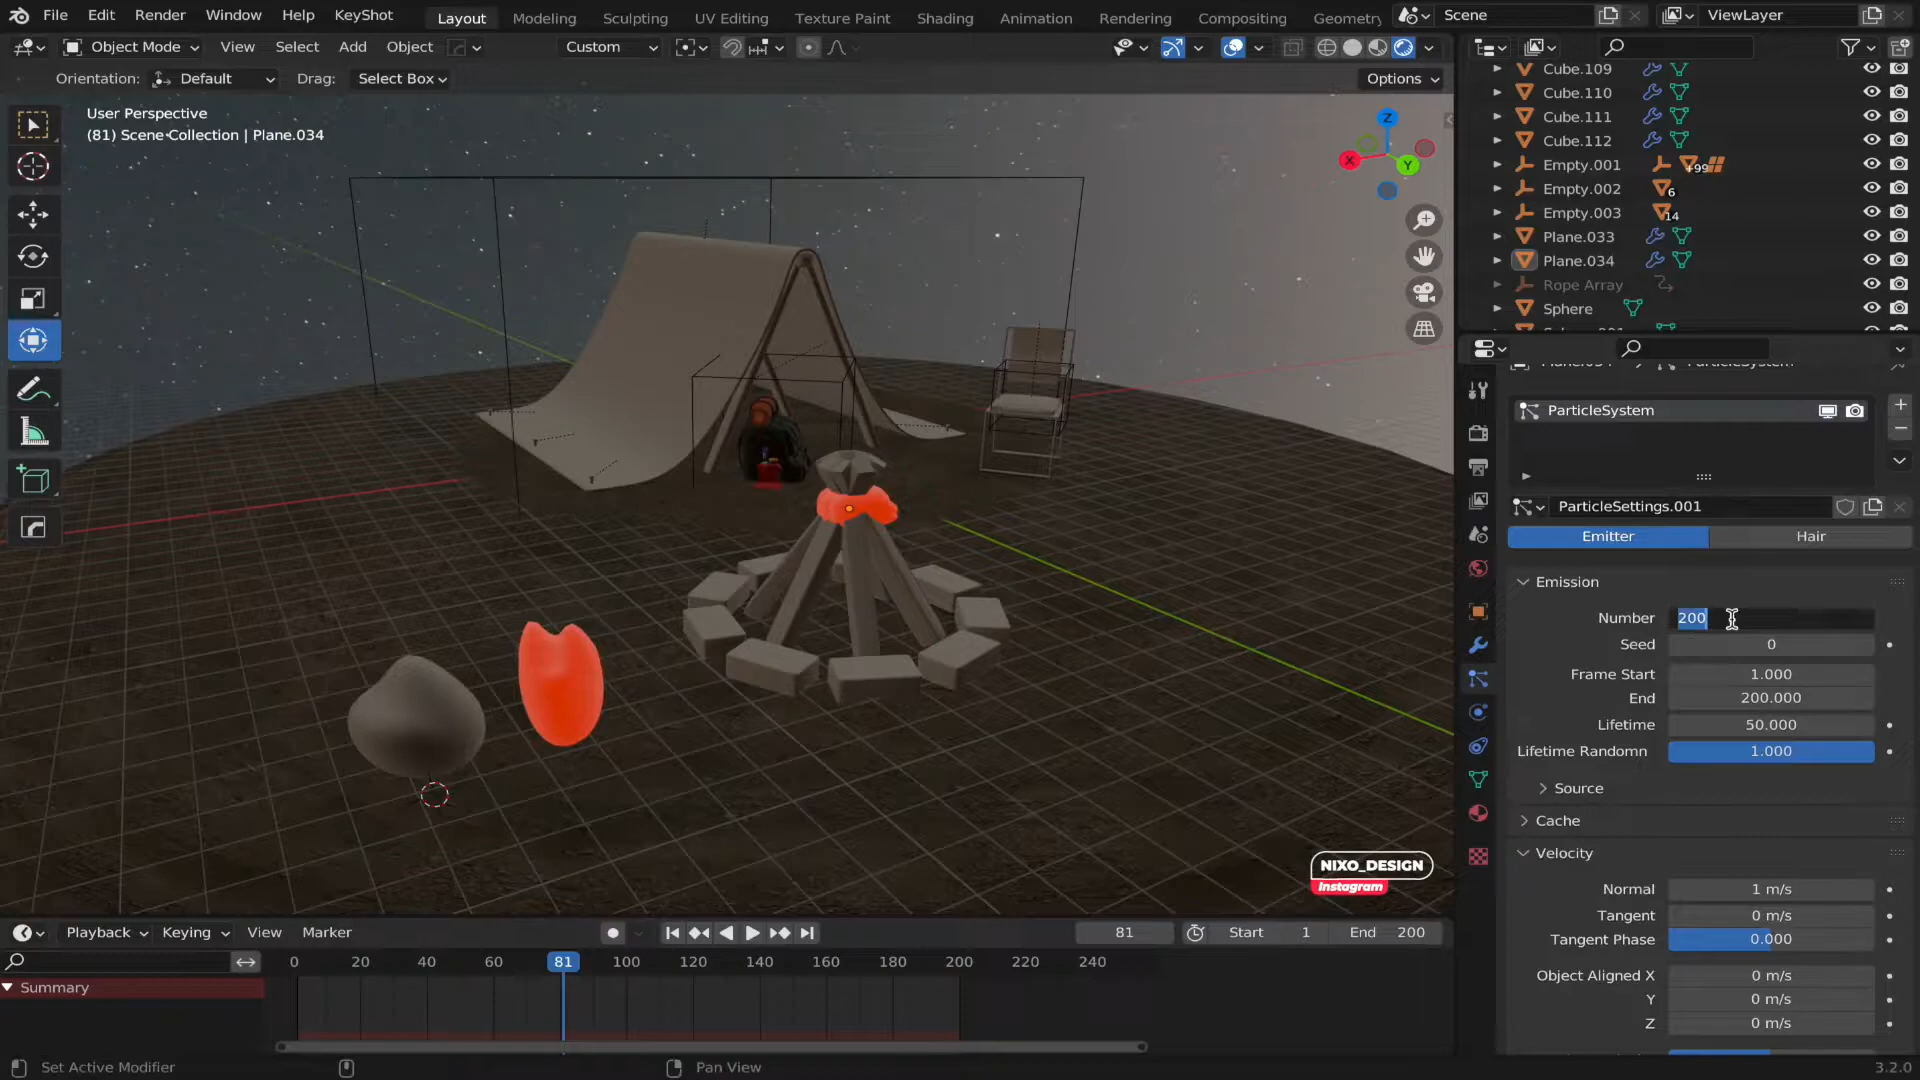 File Edit Render Window Help KeyShot Layout Modeling Sculpting UV Editing Texture Paint Shading Animation Rendering Compositing Geometry Scene ViewLayer
Object Mode View Select Add Object Custom
Orientation: Default Drag: Select Box Options
User Perspective
(81) Scene Collection | Plane.034
Z
X
Y
Cube.109
Cube.110
Cube.111
Cube.112
Empty.001 +99
Empty.002 6
Empty.003 14
Plane.033
Plane.034
Rope Array
Sphere
ParticleSystem
ParticleSettings.001
Emitter Hair
Emission
Number 200
Seed 0
Frame Start 1.000
End 200.000
Lifetime 50.000
Lifetime Randomn 1.000
Source
Cache
Velocity
Normal 1 m/s
Tangent 0 m/s
Tangent Phase 0.000
Object Aligned X 0 m/s
Y 0 m/s
Z 0 m/s
NIXO_DESIGN
Instagram
Playback Keying View Marker 81 Start 1 End 200
0 20 40 60 81 100 120 140 160 180 200 220 240
Summary
Set Active Modifier Pan View 3.2.0